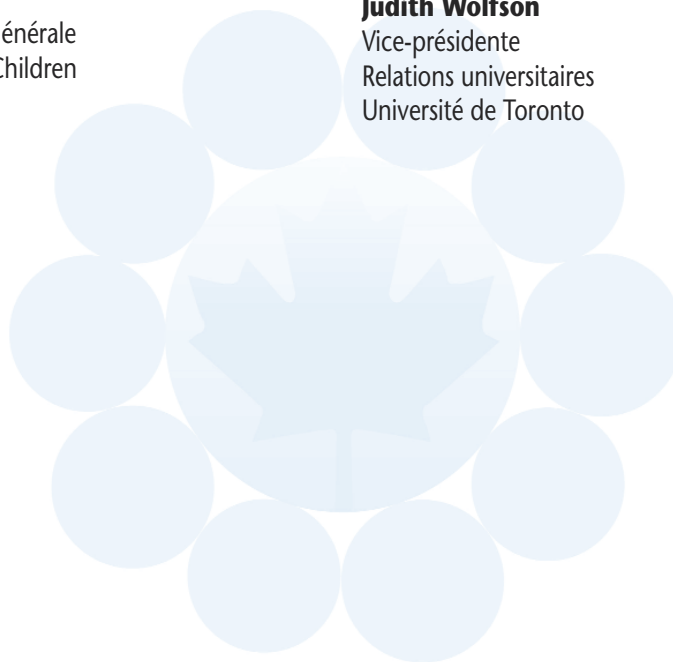 énérale
Children
Judith Wolfson
Vice-présidente
Relations universitaires
Université de Toronto